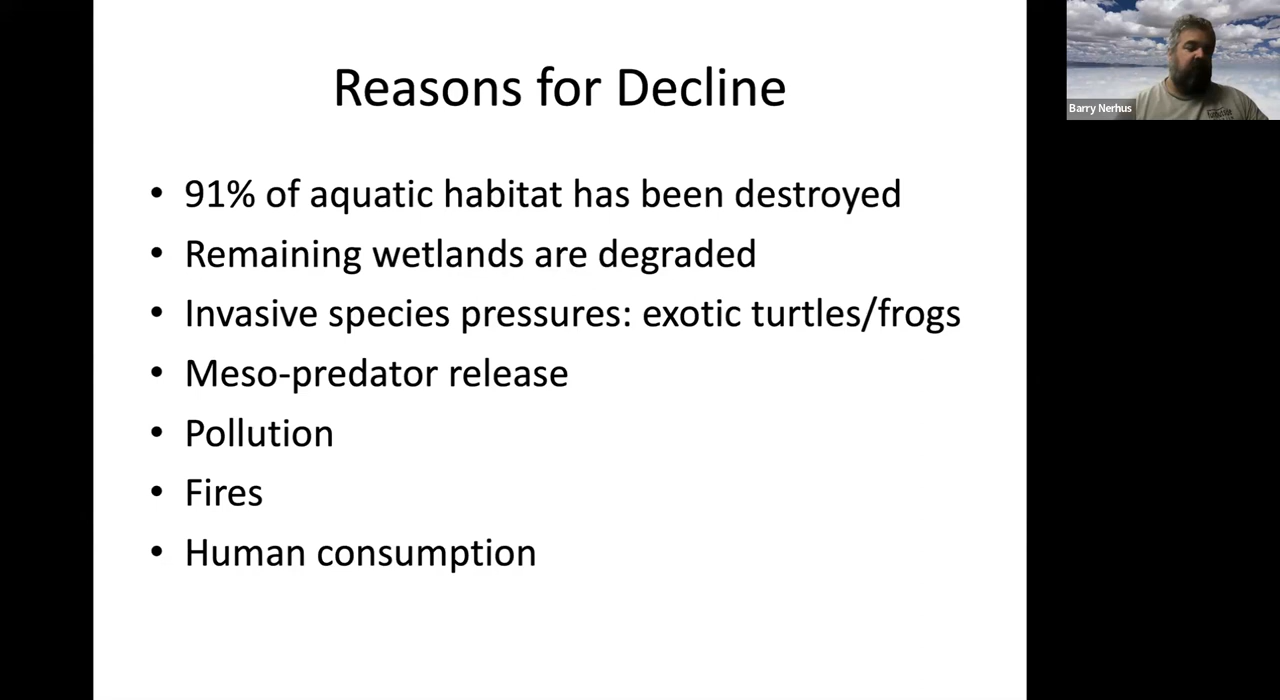 Reasons for Decline
• 91% of aquatic habitat has been destroyed
• Remaining wetlands are degraded
• Invasive species pressures: exotic turtles/frogs
• Meso-predator release
• Pollution
• Fires
• Human consumption
Barry Nerhus